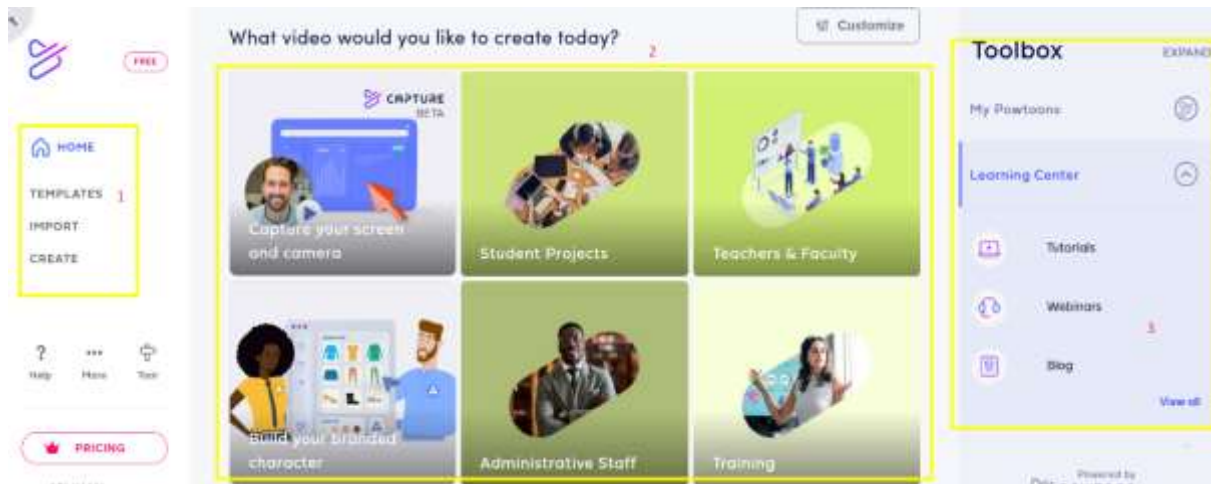 FREE
HOME
TEMPLATES 1
IMPORT
CREATE
?
Help
More
Tour
PRICING
What video would you like to create today?
2
Customize
CAPTURE
BETA
Capture your screen
and camera
Student Projects
Teachers & Faculty
Build your branded
character
Administrative Staff
Training
Toolbox
EXPAND
My Powtoons
Learning Center
Tutorials
Webinars
3
Blog
View all
Powered by